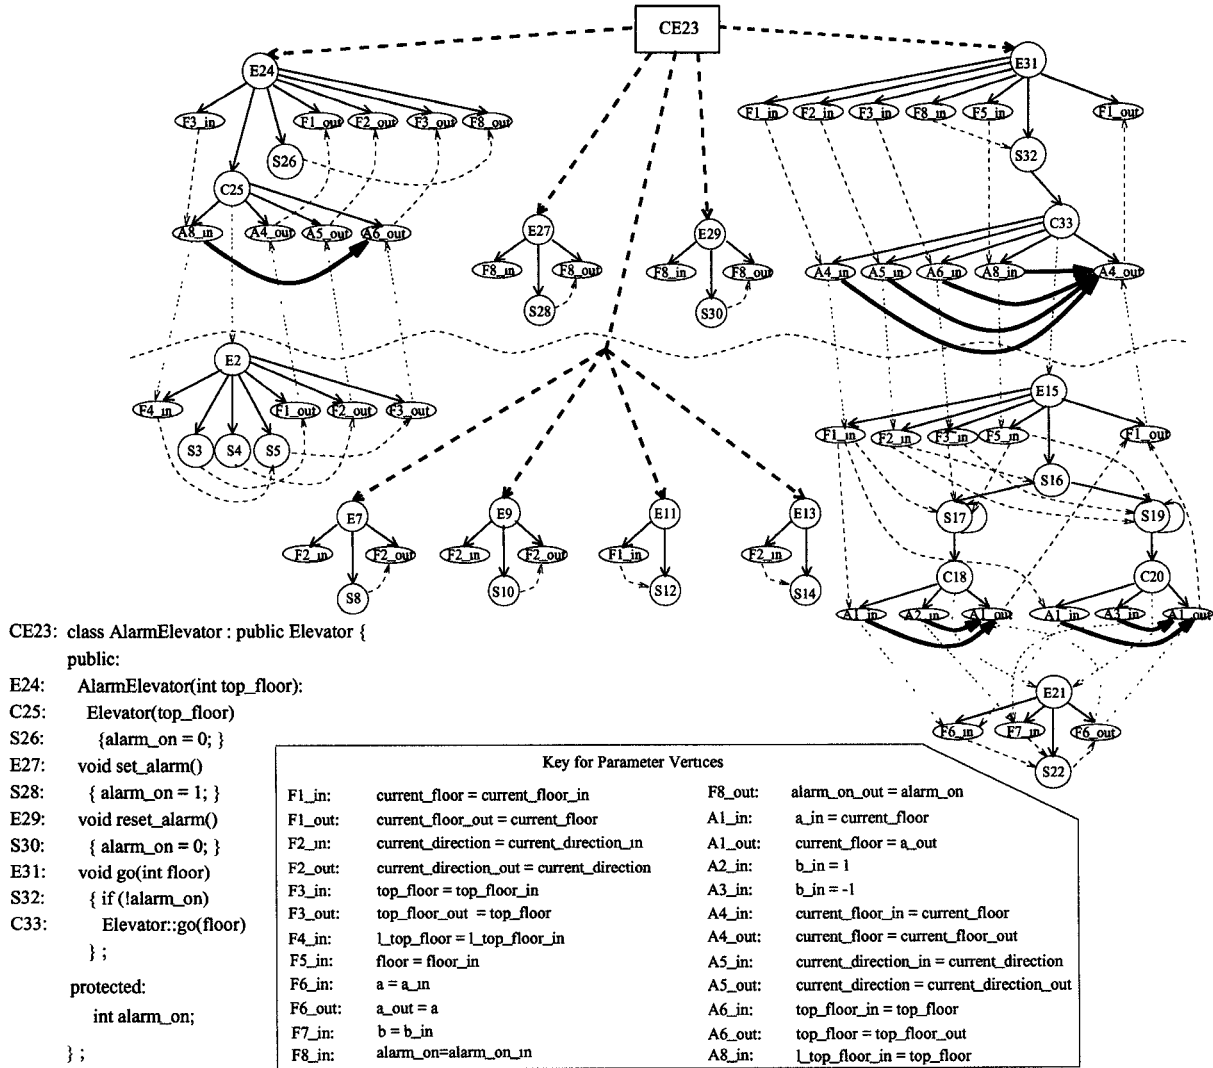 CE23
E24
E31
F3_in
F1_out
F2_out
F3_out
F8_out
F1_in
F2_in
F3_in
F8_in
F5_in
F1_out
S26
S32
C25
C33
A8_in
A4_out
A5_out
A6_out
E27
E29
F8_in
F8_out
F8_in
F8_out
A4_in
A5_in
A6_in
A8_in
A4_out
S28
S30
E2
E15
F4_in
F1_out
F2_out
F3_out
F1_in
F2_in
F3_in
F5_in
F1_out
S3
S4
S5
S16
E7
E9
E11
E13
S17
S19
F2_in
F2_out
F2_in
F2_out
F1_in
F2_in
C18
C20
S8
S10
S12
S14
A1_in
A2_in
A1_out
A1_in
A3_in
A1_out
E21
F6_in
F7_in
F6_out
S22
CE23: class AlarmElevator : public Elevator {
public:
E24: AlarmElevator(int top_floor):
C25: Elevator(top_floor)
S26: {alarm_on = 0; }
E27: void set_alarm()
S28: { alarm_on = 1; }
E29: void reset_alarm()
S30: { alarm_on = 0; }
E31: void go(int floor)
S32: { if (!alarm_on)
C33: Elevator::go(floor)
} ;
protected:
int alarm_on;
} ;
Key for Parameter Vertices
F1_in: current_floor = current_floor_in
F1_out: current_floor_out = current_floor
F2_in: current_direction = current_direction_in
F2_out: current_direction_out = current_direction
F3_in: top_floor = top_floor_in
F3_out: top_floor_out = top_floor
F4_in: l_top_floor = l_top_floor_in
F5_in: floor = floor_in
F6_in: a = a_in
F6_out: a_out = a
F7_in: b = b_in
F8_in: alarm_on=alarm_on_in
F8_out: alarm_on_out = alarm_on
A1_in: a_in = current_floor
A1_out: current_floor = a_out
A2_in: b_in = 1
A3_in: b_in = -1
A4_in: current_floor_in = current_floor
A4_out: current_floor = current_floor_out
A5_in: current_direction_in = current_direction
A5_out: current_direction = current_direction_out
A6_in: top_floor_in = top_floor
A6_out: top_floor = top_floor_out
A8_in: l_top_floor_in = top_floor